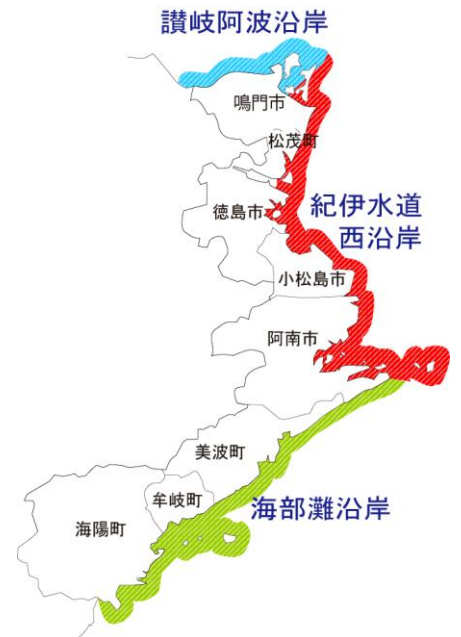 讃岐阿波沿岸
鳴門市
松茂町
徳島市
紀伊水道
西沿岸
小松島市
阿南市
美波町
牟岐町
海部灘沿岸
海陽町